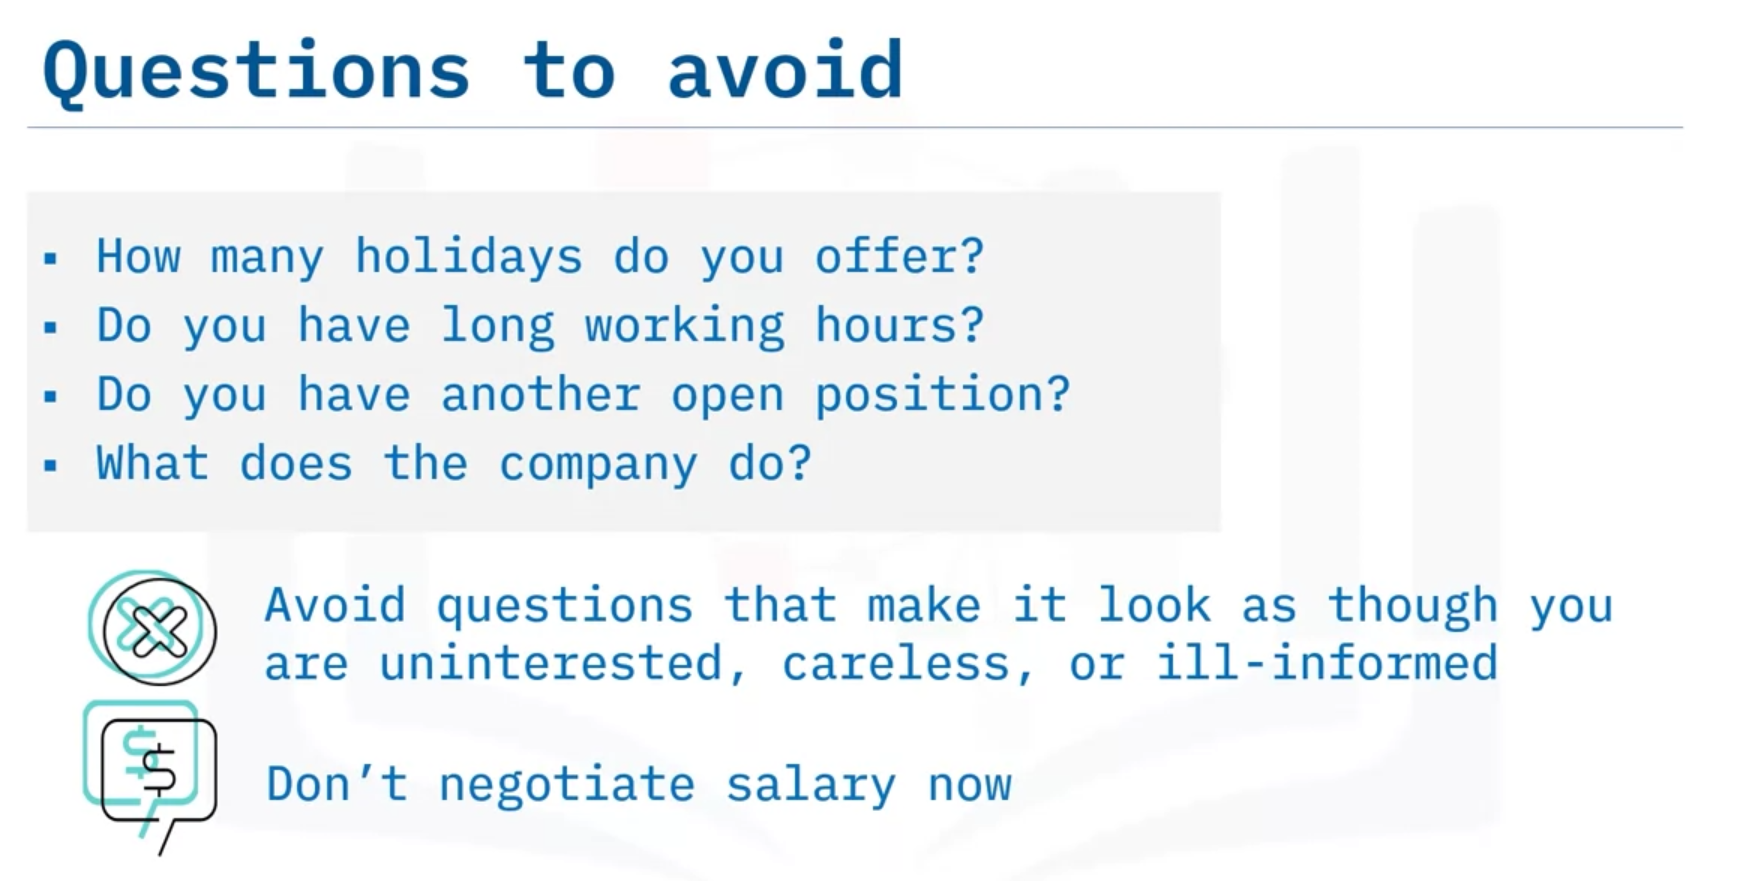 Questions to avoid
▪ How many holidays do you offer?
▪ Do you have long working hours?
▪ Do you have another open position?
▪ What does the company do?
Avoid questions that make it look as though you
are uninterested, careless, or ill-informed
$
$
Don’t negotiate salary now